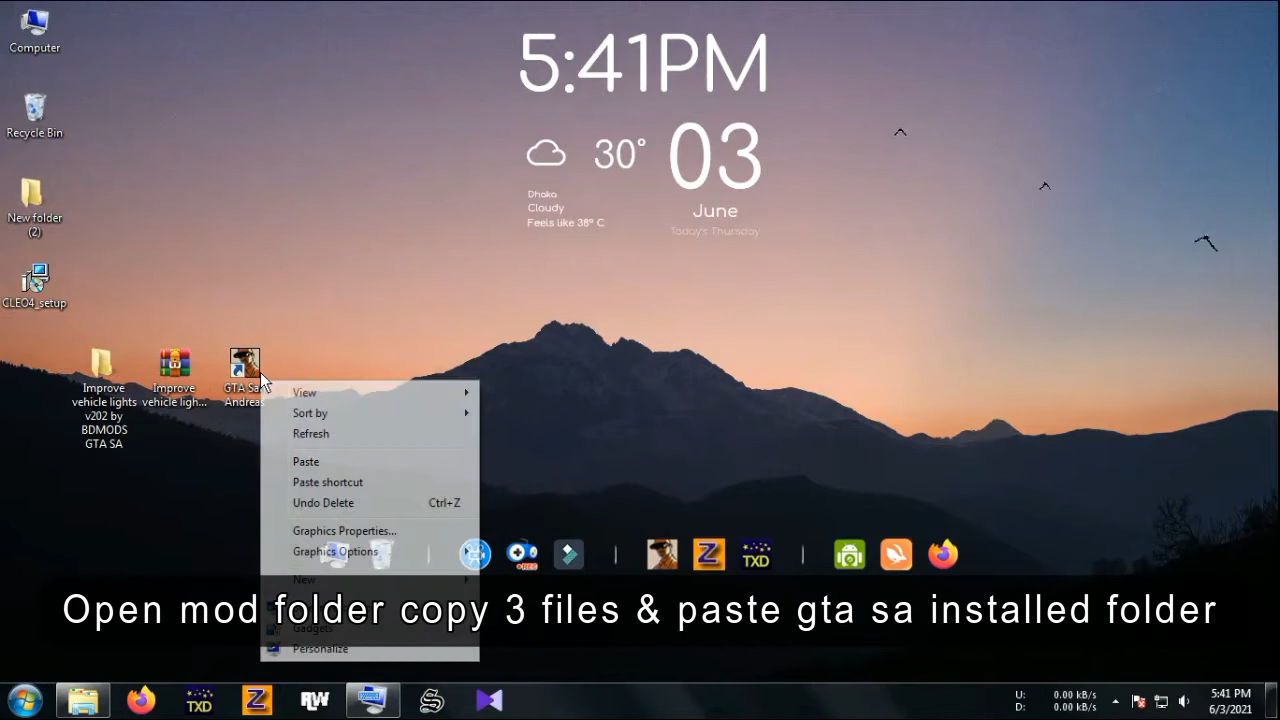 Computer
Recycle Bin
New folder
(2)
CLEO4_setup
Improve
vehicle lights
v202 by
BDMODS
GTA SA
Improve
vehicle ligh...
GTA Sa
Andreas
5:41PM
30°
03
Dhaka
Cloudy
Feels like 38° C
June
Today's Thursday
View
Sort by
Refresh
Paste
Paste shortcut
Undo Delete Ctrl+Z
Graphics Properties...
Graphics Options
New
Gadgets
Personalize
REC
TXD
Open mod folder copy 3 files & paste gta sa installed folder
TXD
RW
U: 0.00 kB/s
D: 0.00 kB/s
5:41 PM
6/3/2021